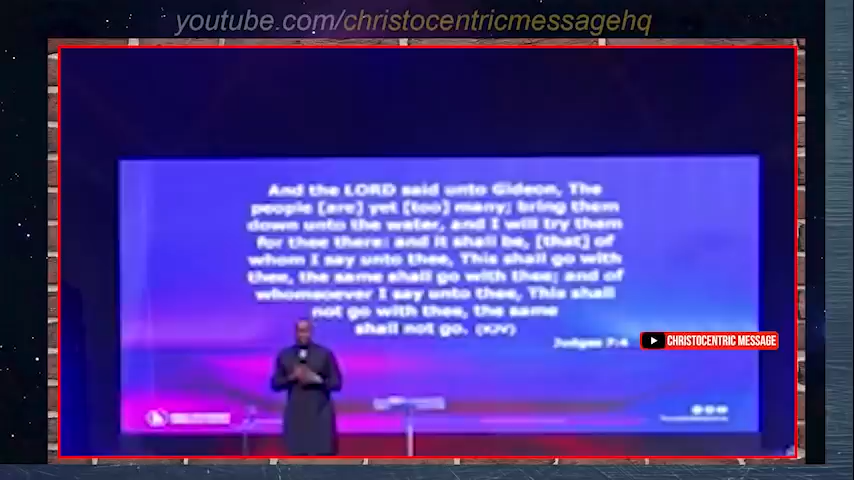 youtube.com/christocentricmessagehq
And the LORD said unto Gideon, The
people [are] yet [too] many; bring them
down unto the water, and I will try them
for thee there: and it shall be, [that] of
whom I say unto thee, This shall go with
thee, the same shall go with thee; and of
whomsoever I say unto thee, This shall
not go with thee, the same
shall not go. (KJV)
Judges 7:4
CHRISTOCENTRIC MESSAGE